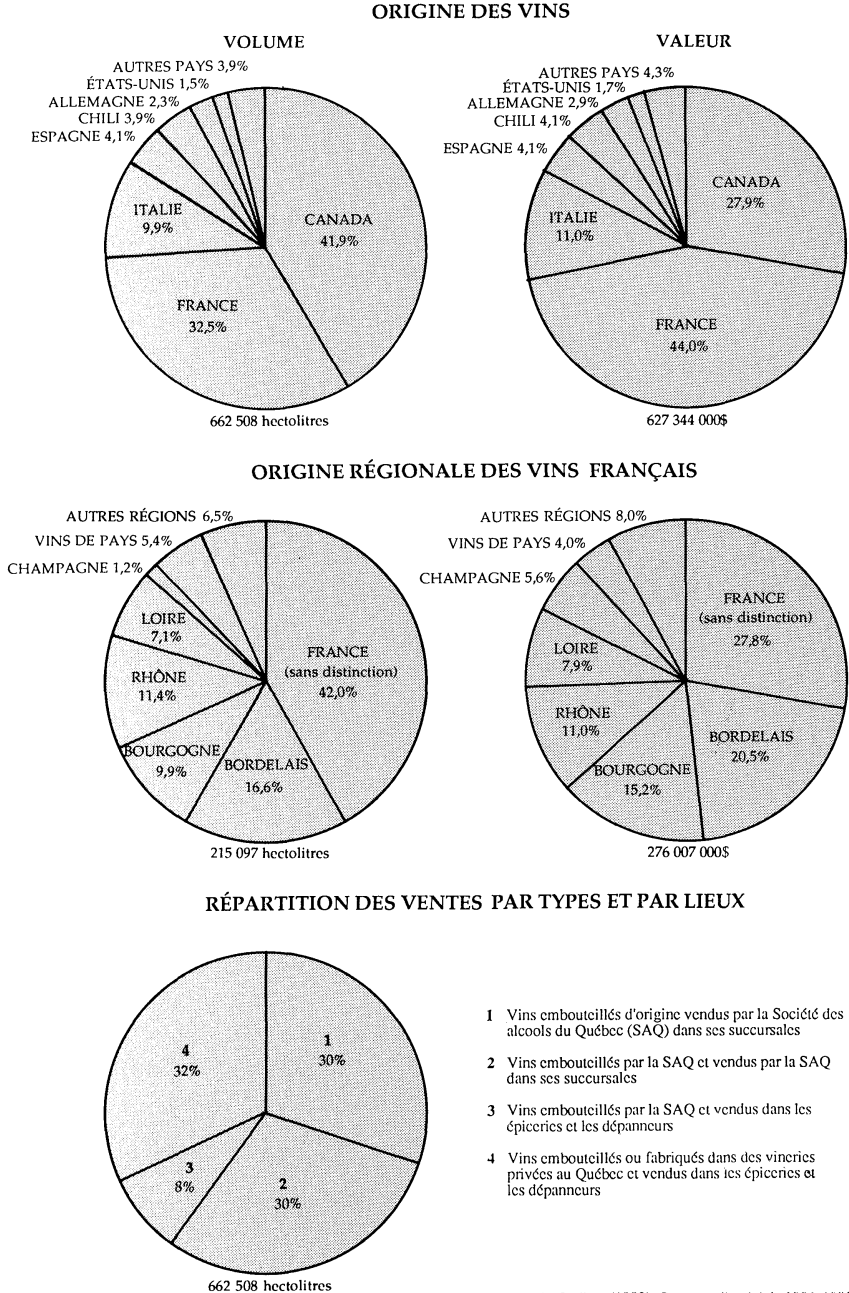 ORIGINE DES VINS
VOLUME
AUTRES PAYS 3,9%
ÉTATS-UNIS 1,5%
ALLEMAGNE 2,3%
CHILI 3,9%
ESPAGNE 4,1%
ITALIE
9,9%
CANADA
41,9%
FRANCE
32,5%
662 508 hectolitres
VALEUR
AUTRES PAYS 4,3%
ÉTATS-UNIS 1,7%
ALLEMAGNE 2,9%
CHILI 4,1%
ESPAGNE 4,1%
ITALIE
11,0%
CANADA
27,9%
FRANCE
44,0%
627 344 000$
ORIGINE RÉGIONALE DES VINS FRANÇAIS
AUTRES RÉGIONS 6,5%
VINS DE PAYS 5,4%
CHAMPAGNE 1,2%
LOIRE
7,1%
RHÔNE
11,4%
BOURGOGNE
9,9%
BORDELAIS
16,6%
FRANCE
(sans distinction)
42,0%
215 097 hectolitres
AUTRES RÉGIONS 8,0%
VINS DE PAYS 4,0%
CHAMPAGNE 5,6%
LOIRE
7,9%
RHÔNE
11,0%
BOURGOGNE
15,2%
BORDELAIS
20,5%
FRANCE
(sans distinction)
27,8%
276 007 000$
RÉPARTITION DES VENTES PAR TYPES ET PAR LIEUX
4
32%
1
30%
3
8%
2
30%
662 508 hectolitres
1 Vins embouteillés d'origine vendus par la Société des
alcools du Québec (SAQ) dans ses succursales
2 Vins embouteillés par la SAQ et vendus par la SAQ
dans ses succursales
3 Vins embouteillés par la SAQ et vendus dans les
épiceries et les dépanneurs
4 Vins embouteillés ou fabriqués dans des vineries
privées au Québec et vendus dans les épiceries et
les dépanneurs